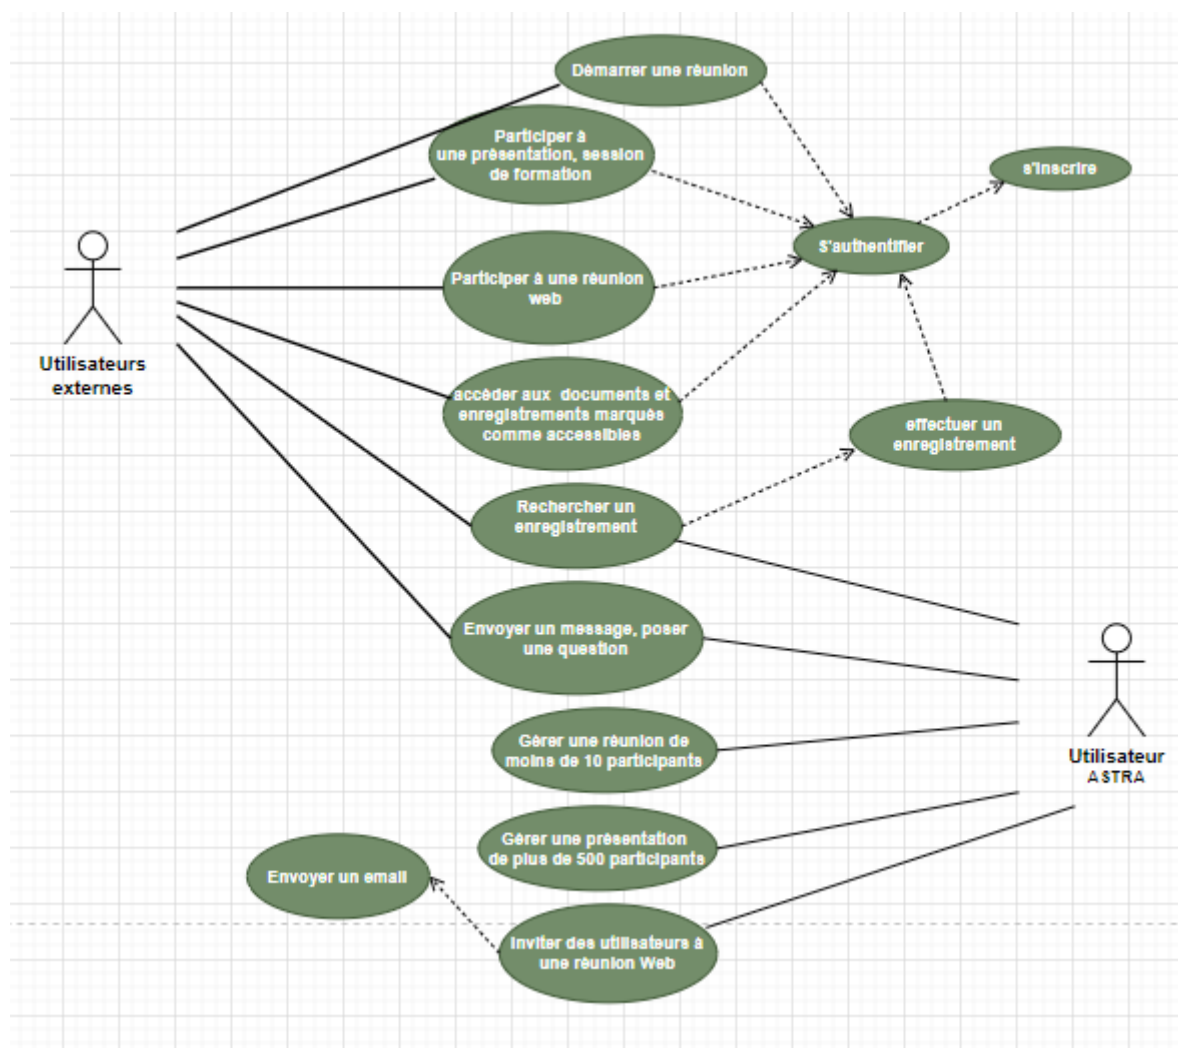 Démarrer une réunion
Participer à
une présentation, session
de formation
s'inscrire
S'authentifier
Participer à une réunion
web
Utilisateurs
externes
accéder aux documents et
enregistrements marqués
comme accessibles
effectuer un
enregistrement
Rechercher un
enregistrement
Envoyer un message, poser
une question
Gérer une réunion de
moins de 10 participants
Utilisateur
ASTRA
Gérer une présentation
de plus de 500 participants
Envoyer un email
Inviter des utilisateurs à
une réunion Web